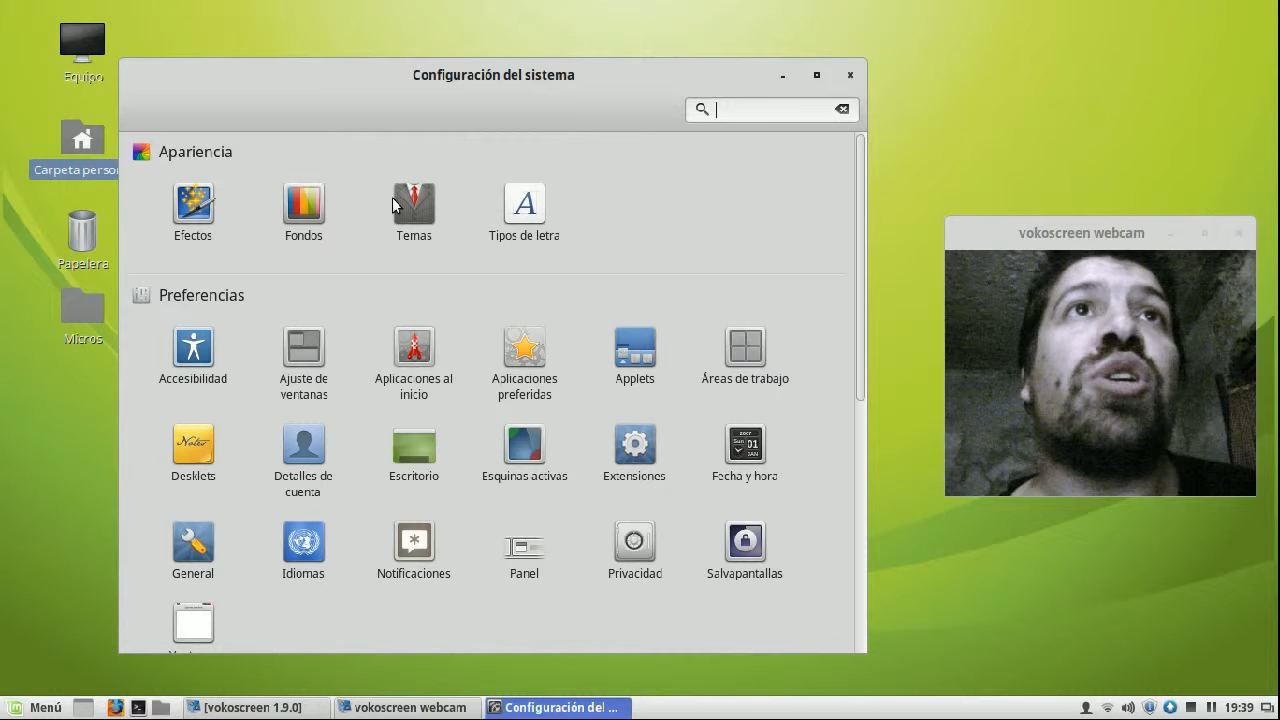 Equipo
Carpeta perso
Papelera
Micros
Configuración del sistema
Apariencia
Efectos
Fondos
Temas
Tipos de letra
Preferencias
Accesibilidad
Ajuste de
ventanas
Aplicaciones al
inicio
Aplicaciones
preferidas
Applets
Áreas de trabajo
Desklets
Detalles de
cuenta
Escritorio
Esquinas activas
Extensiones
Fecha y hora
General
Idiomas
Notificaciones
Panel
Privacidad
Salvapantallas
vokoscreen webcam
Menú
[vokoscreen 1.9.0]
vokoscreen webcam
Configuración del ...
19:39